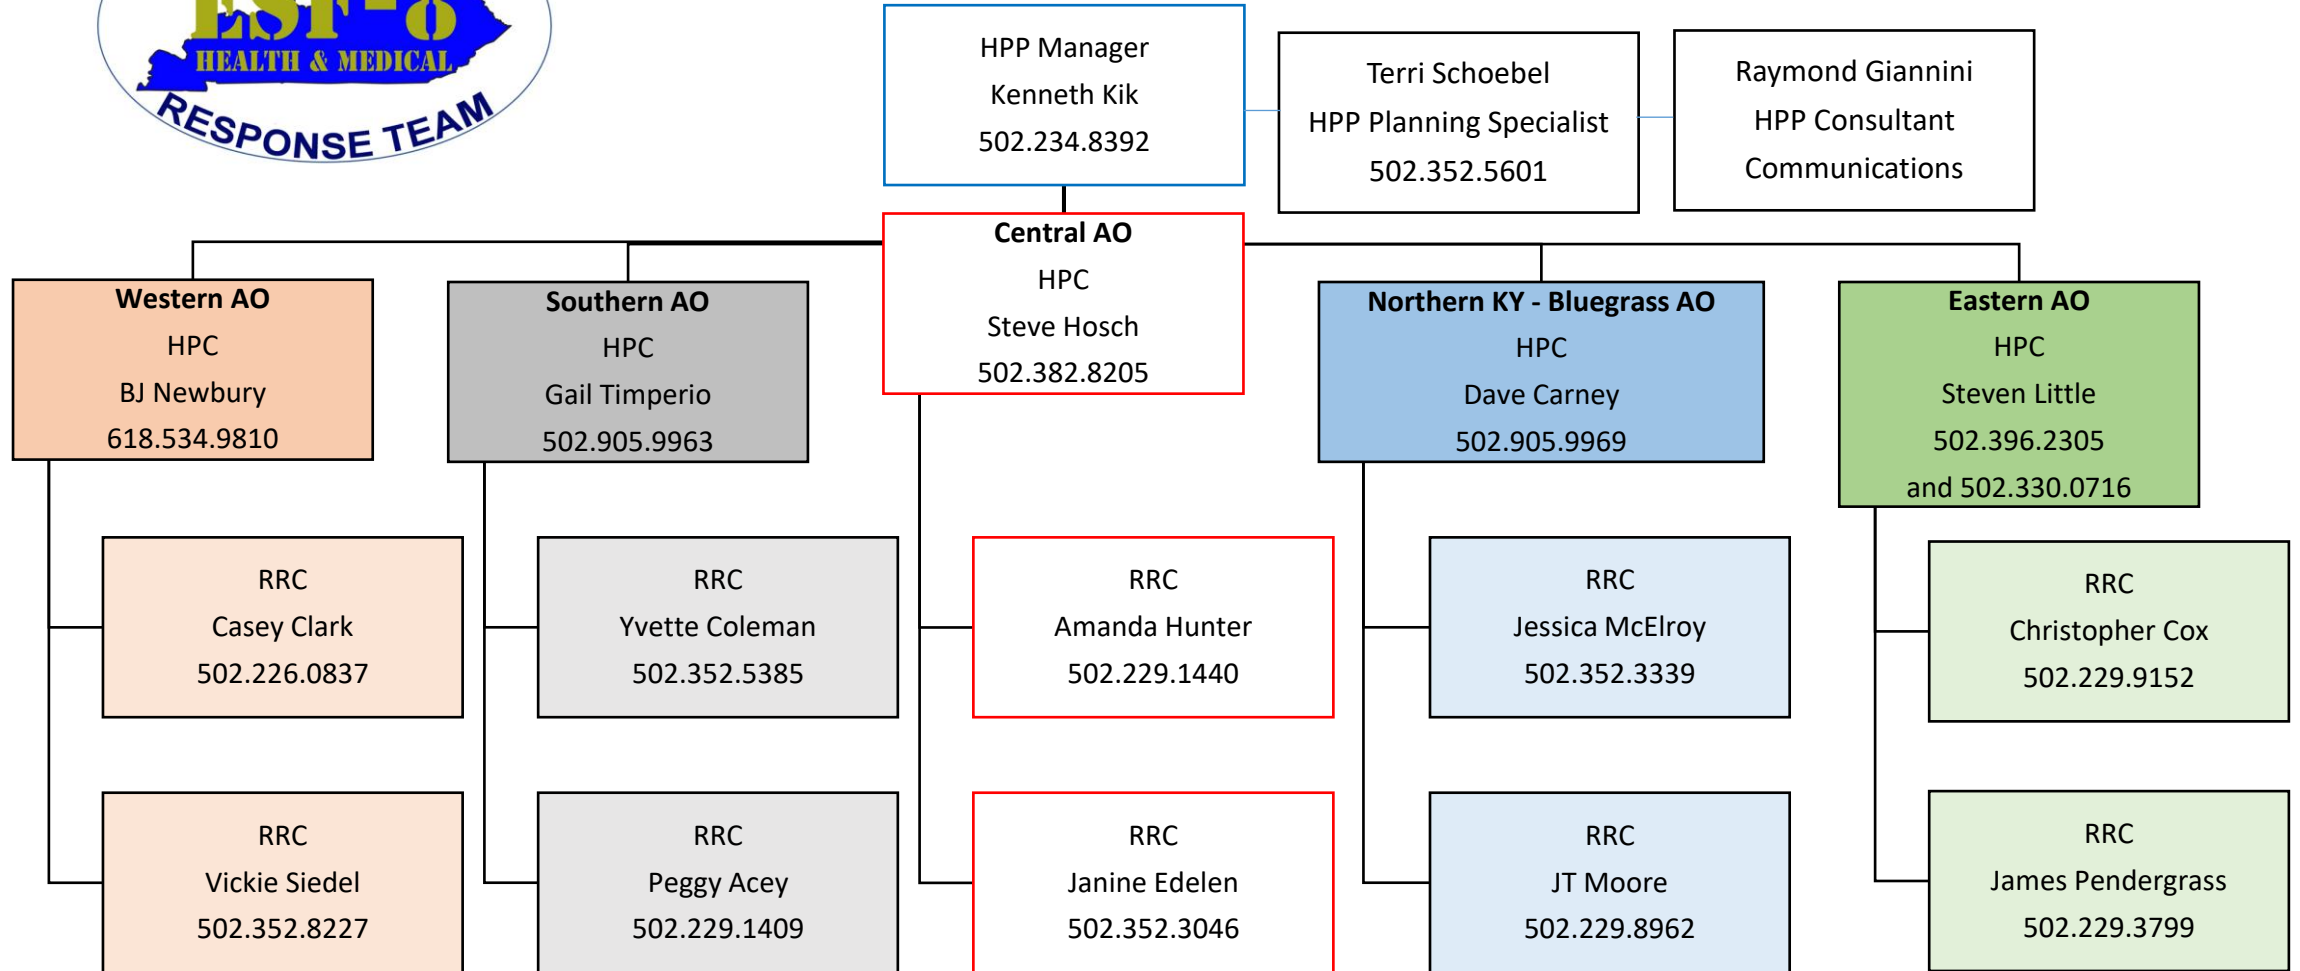 ESF-8
HEALTH & MEDICAL
RESPONSE TEAM
HPP Manager
Kenneth Kik
502.234.8392
Terri Schoebel
HPP Planning Specialist
502.352.5601
Raymond Giannini
HPP Consultant
Communications
Western AO
HPC
BJ Newbury
618.534.9810
Southern AO
HPC
Gail Timperio
502.905.9963
Central AO
HPC
Steve Hosch
502.382.8205
Northern KY - Bluegrass AO
HPC
Dave Carney
502.905.9969
Eastern AO
HPC
Steven Little
502.396.2305
and 502.330.0716
RRC
Casey Clark
502.226.0837
RRC
Yvette Coleman
502.352.5385
RRC
Amanda Hunter
502.229.1440
RRC
Jessica McElroy
502.352.3339
RRC
Christopher Cox
502.229.9152
RRC
Vickie Siedel
502.352.8227
RRC
Peggy Acey
502.229.1409
RRC
Janine Edelen
502.352.3046
RRC
JT Moore
502.229.8962
RRC
James Pendergrass
502.229.3799